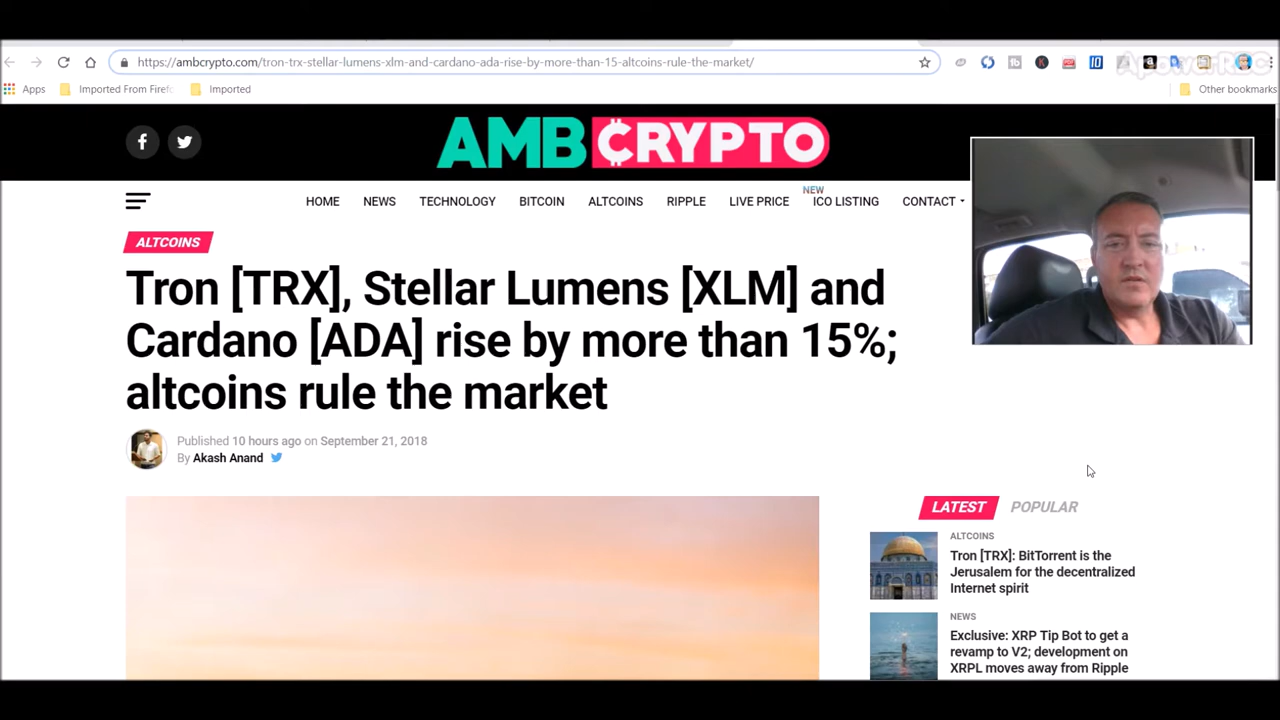 https://ambcrypto.com/tron-trx-stellar-lumens-xlm-and-cardano-ada-rise-by-more-than-15-altcoins-rule-the-market/
ApowerREC
Apps
Imported From Firef
Imported
Other bookmarks
AMBCRYPTO
HOME
NEWS
TECHNOLOGY
BITCOIN
ALTCOINS
RIPPLE
LIVE PRICE
NEW
ICO LISTING
CONTACT
ALTCOINS
Tron [TRX], Stellar Lumens [XLM] and
Cardano [ADA] rise by more than 15%;
altcoins rule the market
Published 10 hours ago on September 21, 2018
By Akash Anand
LATEST
POPULAR
ALTCOINS
Tron [TRX]: BitTorrent is the
Jerusalem for the decentralized
Internet spirit
NEWS
Exclusive: XRP Tip Bot to get a
revamp to V2; development on
XRPL moves away from Ripple